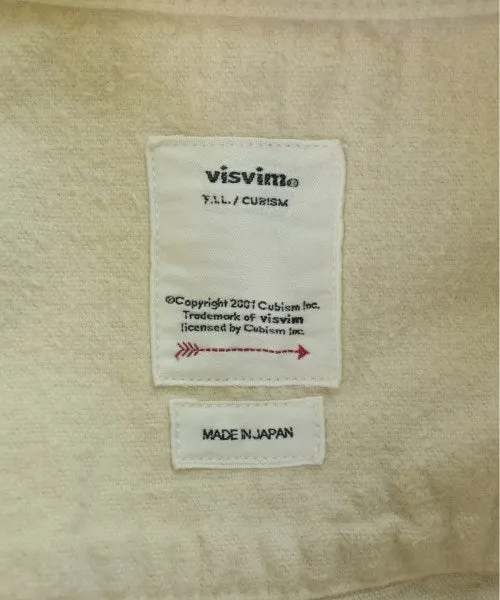 visvim®
F.I.L. / CUBISM
©Copyright 2001 Cubism Inc.
Trademark of visvim
licensed by Cubism Inc.
MADE IN JAPAN